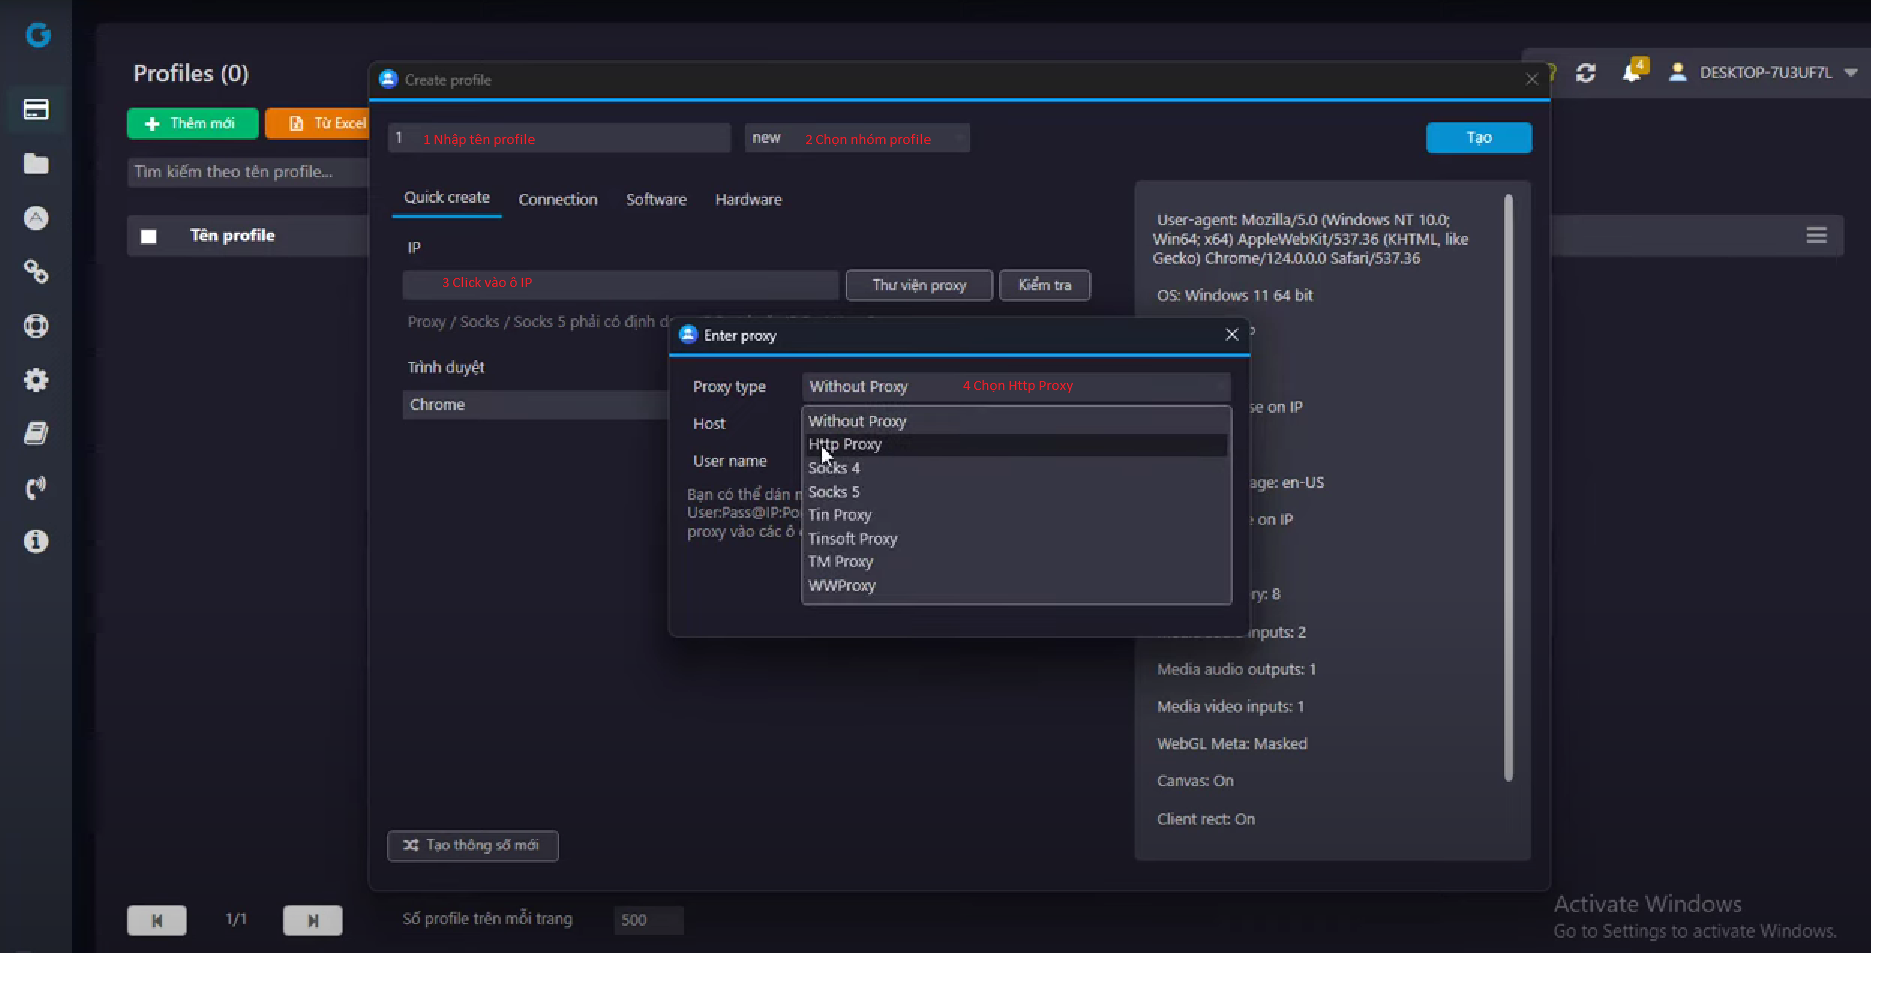 Profiles (0)
Thêm mới
Từ Excel
Tìm kiếm theo tên profile...
Tên profile
4
DESKTOP-7U3UF7L
Create profile
1
1 Nhập tên profile
new
2 Chọn nhóm profile
Tạo
Quick create
Connection
Software
Hardware
IP
3 Click vào ô IP
Thư viện proxy
Kiểm tra
Proxy / Socks / Socks 5 phải có định
Trình duyệt
Chrome
Enter proxy
Proxy type
Without Proxy
4 Chọn Http Proxy
Host
User name
Bạn có thể dán
User:Pass@IP:Po
proxy vào các ô
Without Proxy
Http Proxy
Socks 4
Socks 5
Tin Proxy
Tinsoft Proxy
TM Proxy
WWProxy
User-agent: Mozilla/5.0 (Windows NT 10.0;
Win64; x64) AppleWebKit/537.36 (KHTML, like
Gecko) Chrome/124.0.0.0 Safari/537.36
OS: Windows 11 64 bit
se on IP
age: en-US
e on IP
ry: 8
inputs: 2
Media audio outputs: 1
Media video inputs: 1
WebGL Meta: Masked
Canvas: On
Client rect: On
Tạo thông số mới
1/1
Số profile trên mỗi trang
500
Activate Windows
Go to Settings to activate Windows.